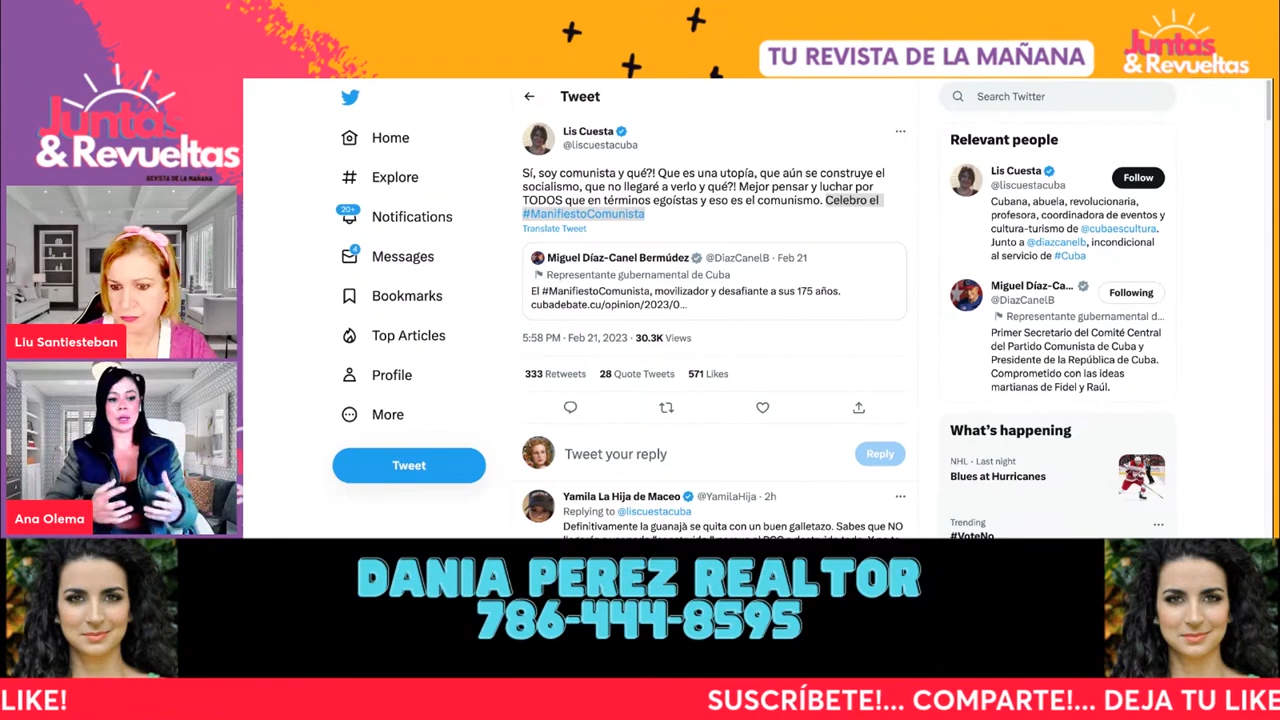 TU REVISTA DE LA MAÑANA
Juntas
& Revueltas
Juntas
& Revueltas
REVISTA DE LA MAÑANA
Liu Santiesteban
Ana Olema
Home
Explore
20+
Notifications
4
Messages
Bookmarks
Top Articles
Profile
More
Tweet
Tweet
Lis Cuesta
@liscuestacuba
Sí, soy comunista y qué?! Que es una utopía, que aún se construye el
socialismo, que no llegaré a verlo y qué?! Mejor pensar y luchar por
TODOS que en términos egoístas y eso es el comunismo. Celebro el
#ManifiestoComunista
Translate Tweet
Miguel Díaz-Canel Bermúdez @DiazCanelB · Feb 21
Representante gubernamental de Cuba
El #ManifiestoComunista, movilizador y desafiante a sus 175 años.
cubadebate.cu/opinion/2023/0...
5:58 PM · Feb 21, 2023 · 30.3K Views
333 Retweets 28 Quote Tweets 571 Likes
Tweet your reply
Reply
Yamila La Hija de Maceo @YamilaHija · 2h
Replying to @liscuestacuba
Definitivamente la guanajà se quita con un buen galletazo. Sabes que NO
Search Twitter
Relevant people
Lis Cuesta
@liscuestacuba
Follow
Cubana, abuela, revolucionaria,
profesora, coordinadora de eventos y
cultura-turismo de @cubaescultura.
Junto a @diazcanelb, incondicional
al servicio de #Cuba
Miguel Díaz-Ca...
@DiazCanelB
Following
Representante gubernamental d...
Primer Secretario del Comité Central
del Partido Comunista de Cuba y
Presidente de la República de Cuba.
Comprometido con las ideas
martianas de Fidel y Raúl.
What's happening
NHL · Last night
Blues at Hurricanes
Trending
#VoteNo
DANIA PEREZ REALTOR
786-444-8595
LIKE! SUSCRÍBETE!... COMPARTE!... DEJA TU LIKE